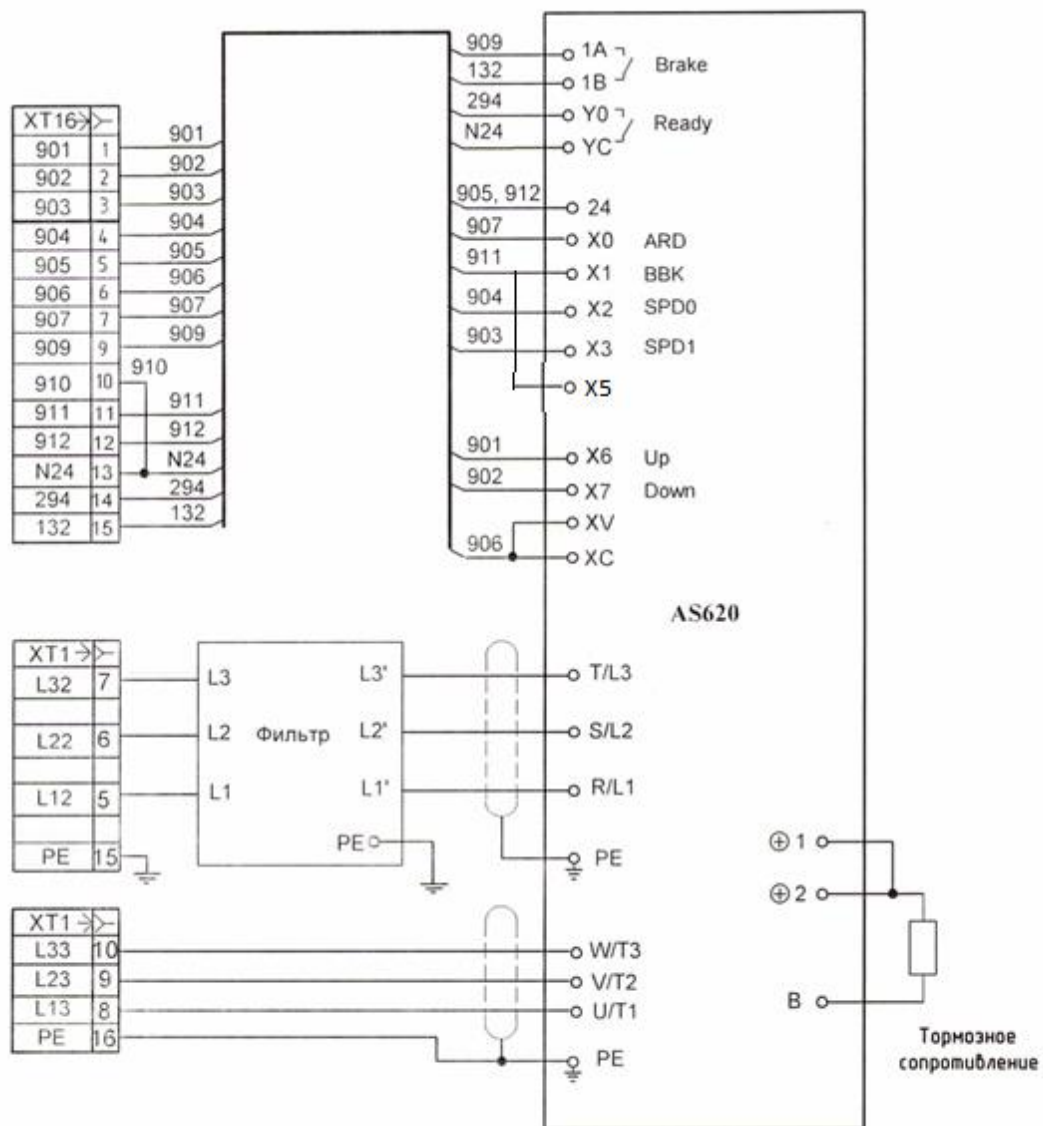 XT16
901 1
902 2
903 3
904 4
905 5
906 6
907 7
909 9
910 10
911 11
912 12
N24 13
294 14
132 15
901
902
903
904
905
906
907
909
910
911
912
N24
294
132
909
132
294
N24
905, 912
907
911
904
903
901
902
906
1A
1B
Brake
Y0
YC
Ready
24
X0 ARD
X1 BBK
X2 SPD0
X3 SPD1
X5
X6 Up
X7 Down
XV
XC
AS620
XT1
L32 7
L22 6
L12 5
PE 15
L3 L3'
L2 Фильтр L2'
L1 L1'
PE
T/L3
S/L2
R/L1
PE
XT1
L33 10
L23 9
L13 8
PE 16
W/T3
V/T2
U/T1
PE
⊕1
⊕2
B
Тормозное
сопротивление